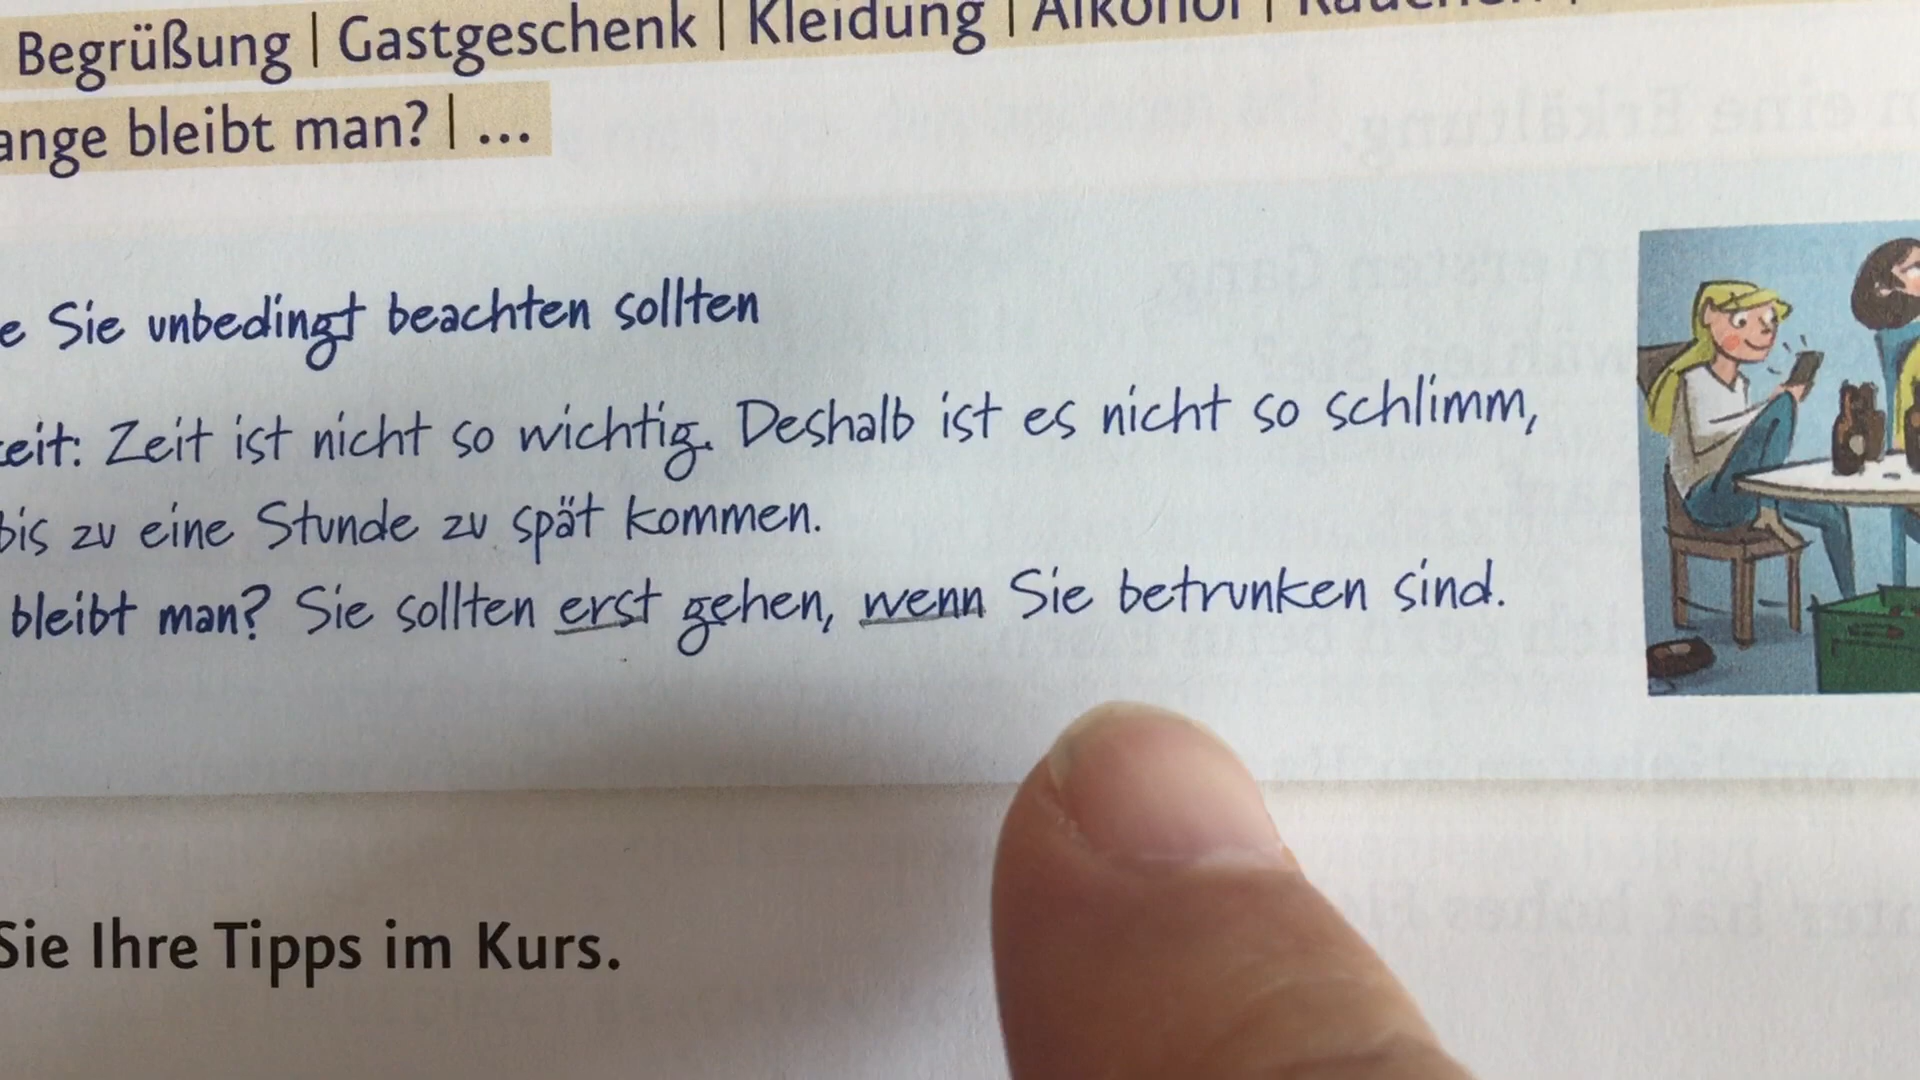 Begrüßung | Gastgeschenk | Kleidung | Alkohol | Rauchen |
ange bleibt man? | ...
e Sie unbedingt beachten sollten
eit: Zeit ist nicht so wichtig. Deshalb ist es nicht so schlimm,
bis zu eine Stunde zu spät kommen.
bleibt man? Sie sollten erst gehen, wenn Sie betrunken sind.
Sie Ihre Tipps im Kurs.